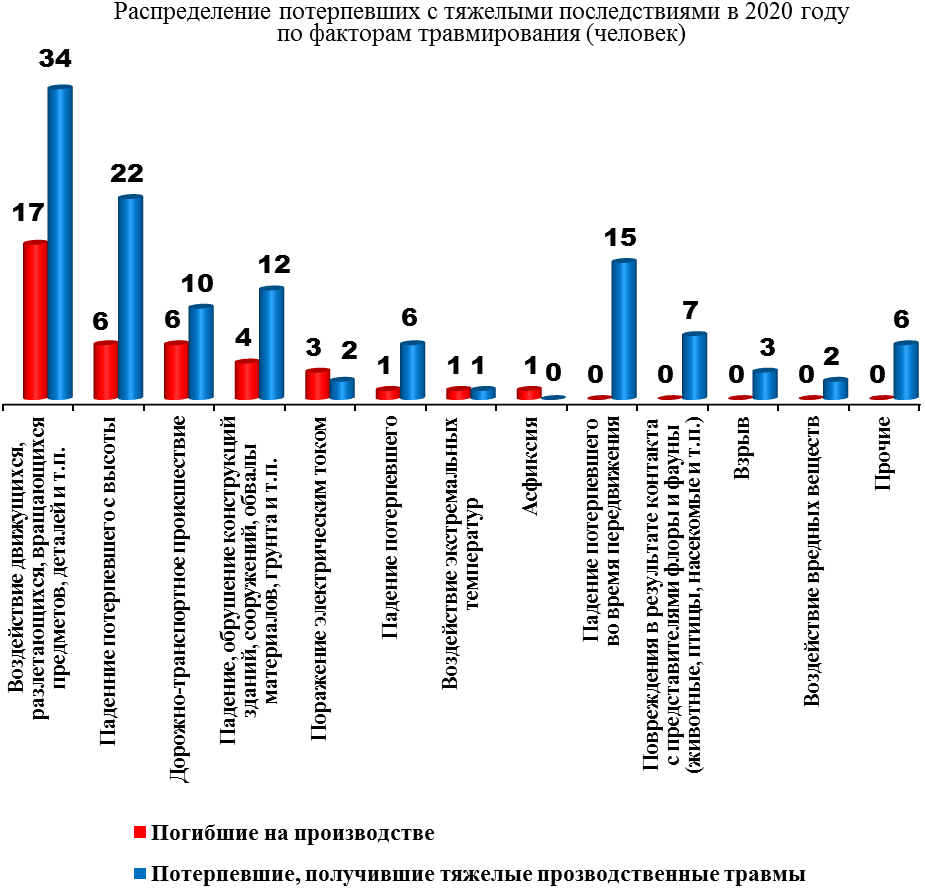 Распределение потерпевших с тяжелыми последствиями в 2020 году
по факторам травмирования (человек)
17
34
6
22
6
10
4
12
3
2
1
6
1
1
1
0
0
15
0
7
0
3
0
2
0
6
Воздействие движущихся,
разлетающихся, вращающихся
предметов, деталей и т.п.
Паденние потерпевшего с высоты
Дорожно-транспортное происшествие
Падение, обрушение конструкций
зданий, сооружений, обвалы
материалов, грунта и т.п.
Поражение электрическим током
Падение потерпевшего
Воздействие экстремальных
температур
Асфиксия
Падение потерпевшего
во время передвижения
Повреждения в результате контакта
с представителями флоры и фауны
(животные, птицы, насекомые и т.п.)
Взрыв
Воздействие вредных веществ
Прочие
Погибшие на производстве
Потерпевшие, получившие тяжелые прозводственные травмы